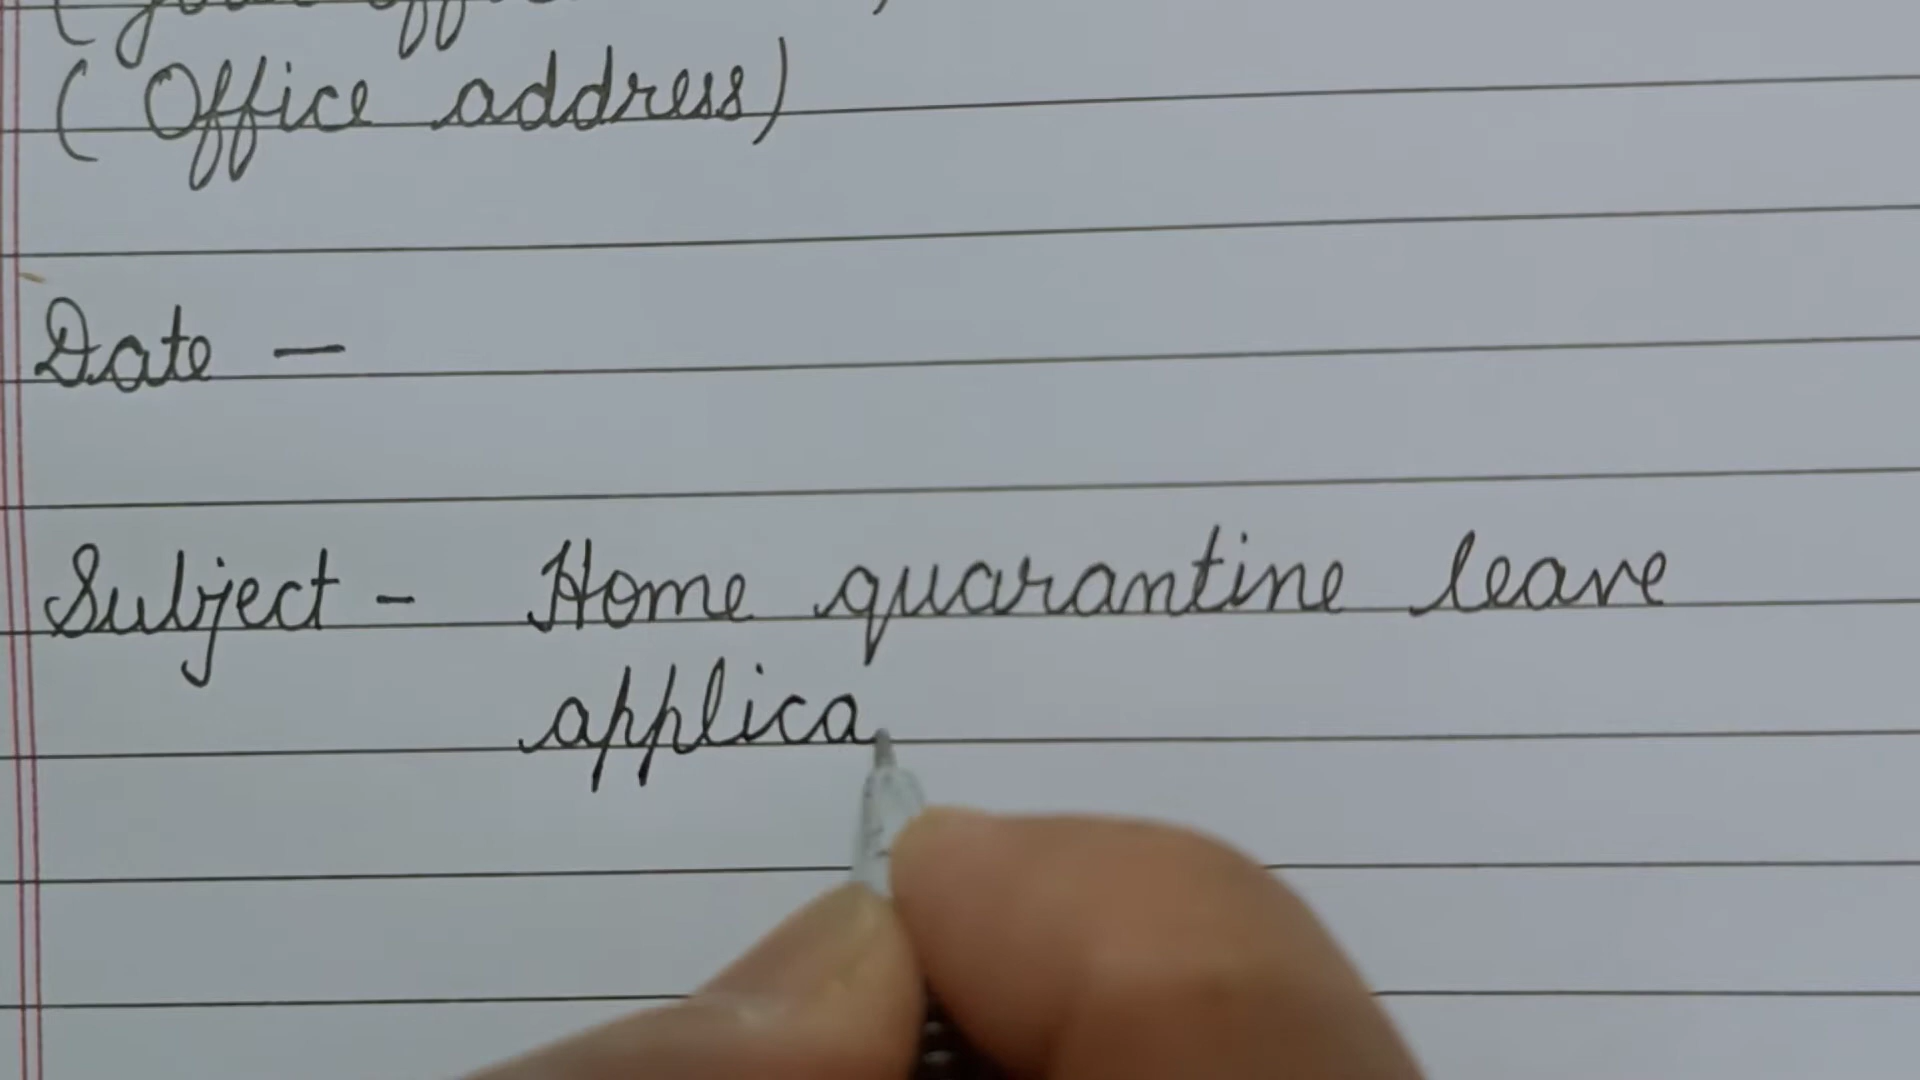 (Office address)
Date -
Subject - Home quarantine leave
applica